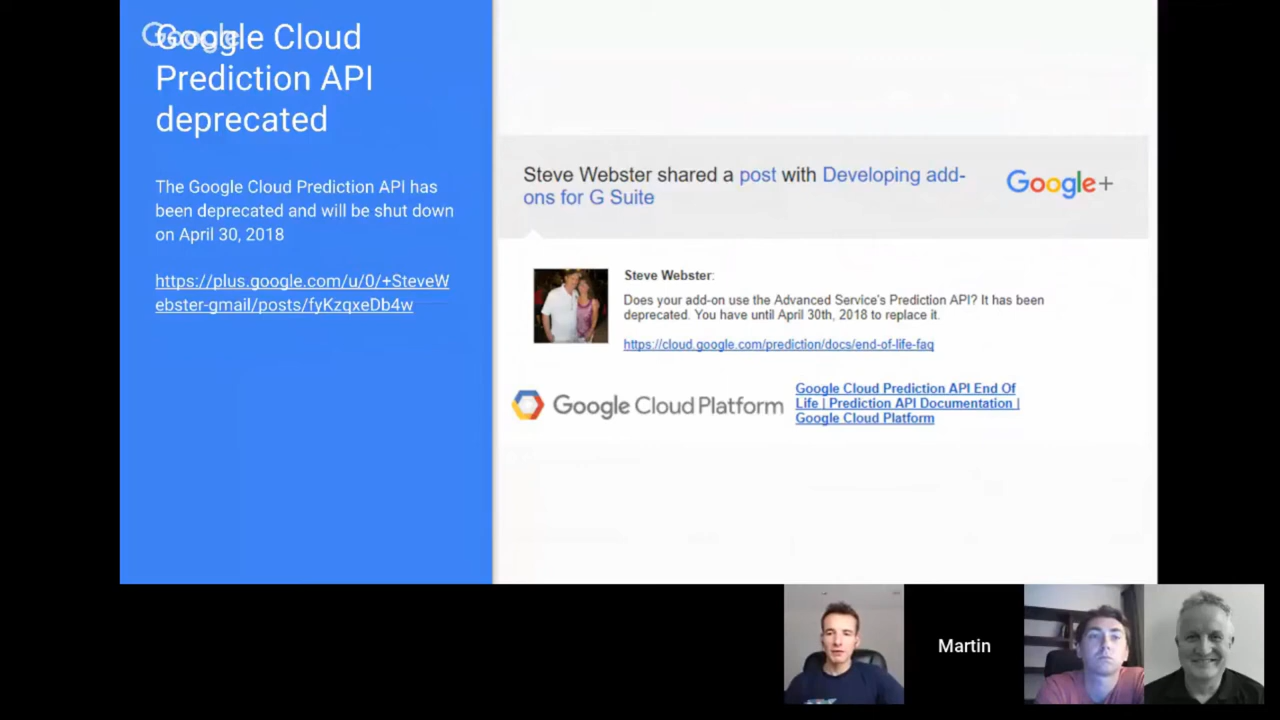 Google
Google Cloud
Prediction API
deprecated
The Google Cloud Prediction API has
been deprecated and will be shut down
on April 30, 2018
https://plus.google.com/u/0/+SteveW
ebster-gmail/posts/fyKzqxeDb4w
Steve Webster shared a post with Developing add-
ons for G Suite
Google+
Steve Webster:
Does your add-on use the Advanced Service's Prediction API? It has been
deprecated. You have until April 30th, 2018 to replace it.
https://cloud.google.com/prediction/docs/end-of-life-faq
Google Cloud Platform
Google Cloud Prediction API End Of
Life | Prediction API Documentation |
Google Cloud Platform
Martin